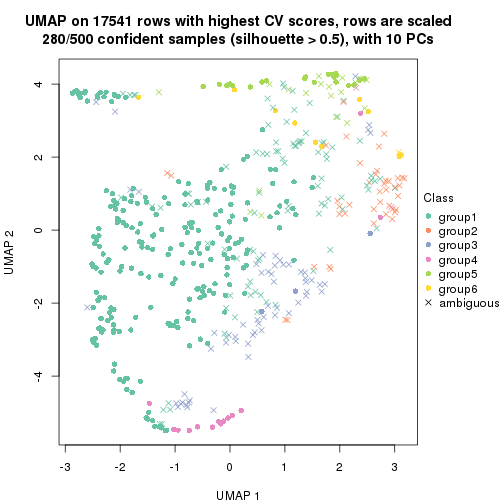 UMAP on 17541 rows with highest CV scores, rows are scaled
280/500 confident samples (silhouette > 0.5), with 10 PCs
4
2
0
-2
-4
UMAP 2
-3
-2
-1
0
1
2
3
UMAP 1
Class
group1
group2
group3
group4
group5
group6
ambiguous